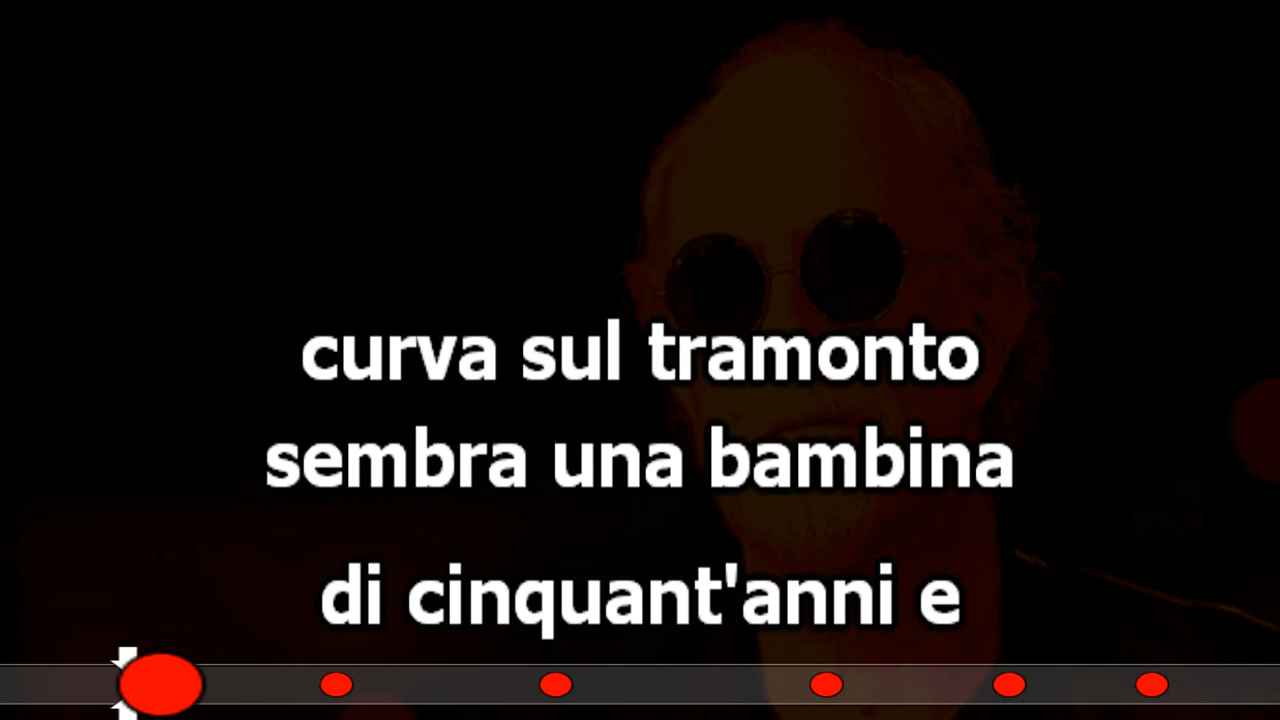 curva sul tramonto
sembra una bambina
di cinquant'anni e